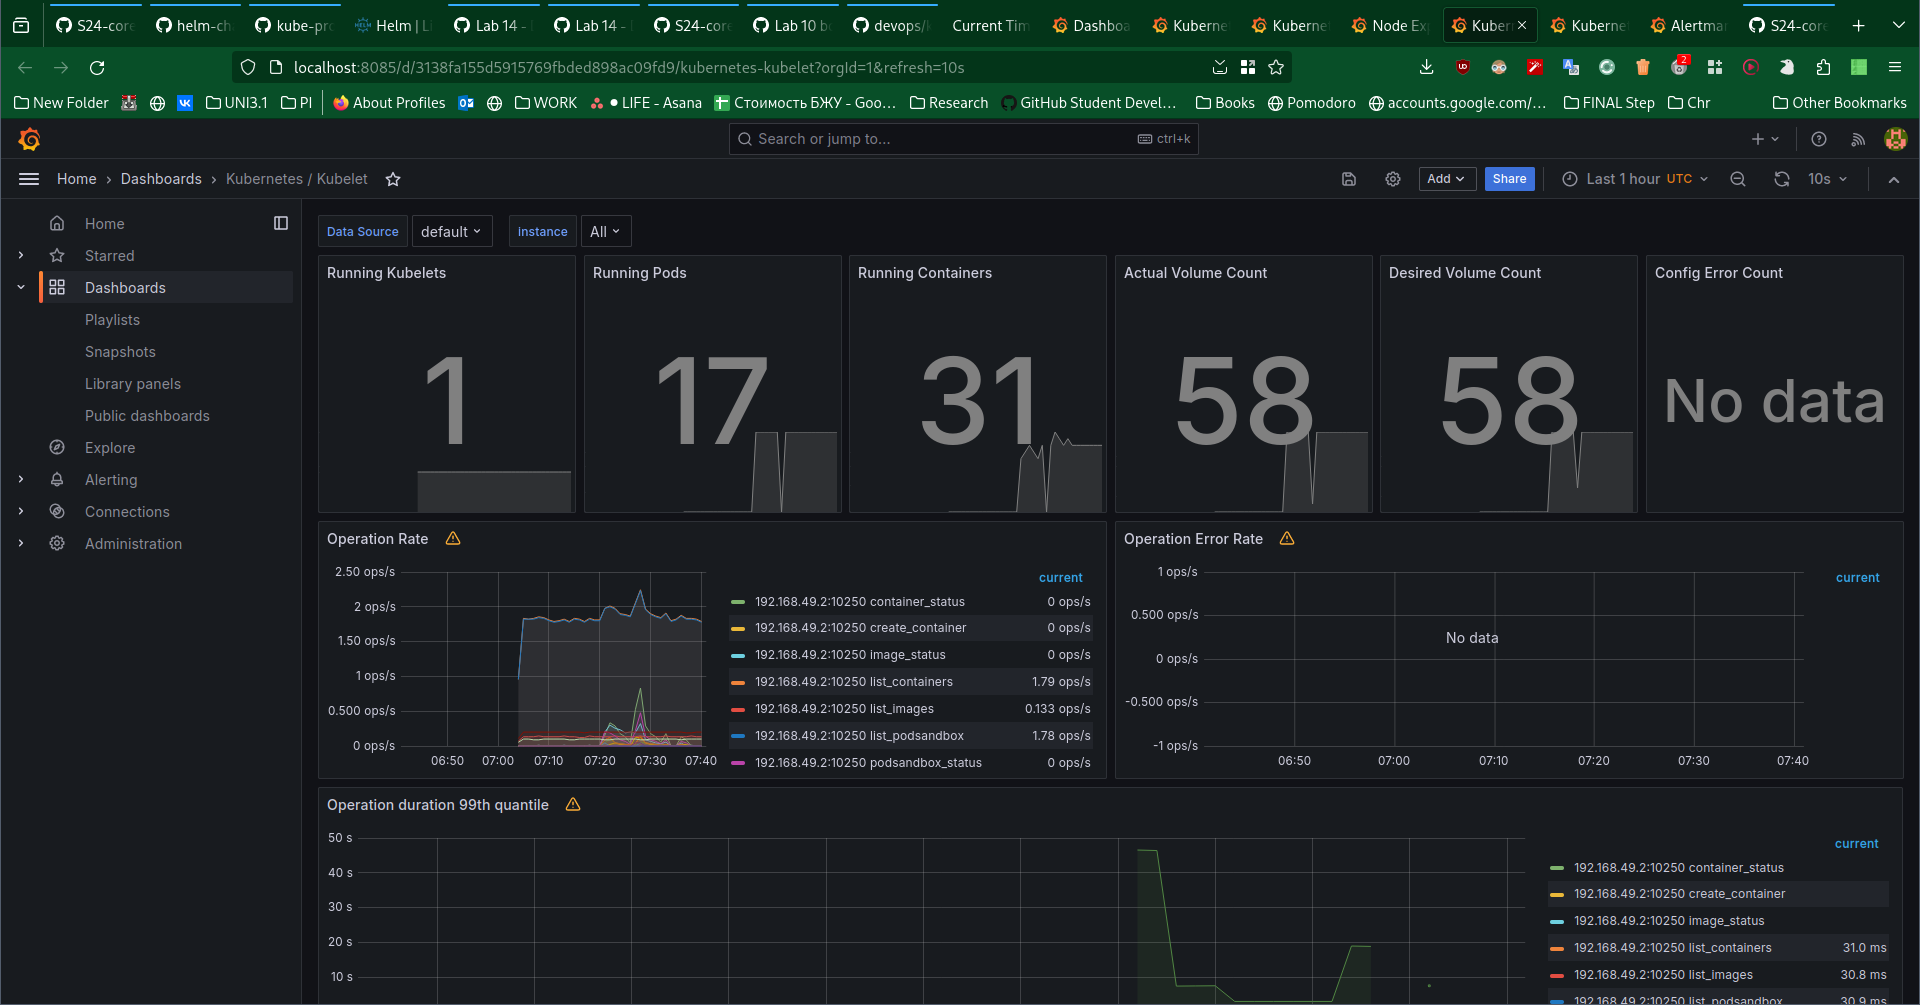 S24-core
helm-ch
kube-pro
Helm | L
Lab 14 -
Lab 14 -
S24-core
Lab 10 b
devops/k
Current Tim
Dashboa
Kuberne
Kuberne
Node Ex
Kuber
Kuberne
Alertma
S24-core
localhost:8085/d/3138fa155d5915769fbded898ac09fd9/kubernetes-kubelet?orgId=1&refresh=10s
2
New Folder
UNI3.1
PI
About Profiles
WORK
LIFE - Asana
Стоимость БЖУ - Goo…
Research
GitHub Student Devel…
Books
Pomodoro
accounts.google.com/…
FINAL Step
Chr
Other Bookmarks
Search or jump to...
ctrl+k
Home › Dashboards › Kubernetes / Kubelet
Add
Share
Last 1 hour UTC
10s
Home
Starred
Dashboards
Playlists
Snapshots
Library panels
Public dashboards
Explore
Alerting
Connections
Administration
Data Source
default
instance
All
Running Kubelets
1
Running Pods
17
Running Containers
31
Actual Volume Count
58
Desired Volume Count
58
Config Error Count
No data
Operation Rate
2.50 ops/s
2 ops/s
1.50 ops/s
1 ops/s
0.500 ops/s
0 ops/s
06:50 07:00 07:10 07:20 07:30 07:40
current
192.168.49.2:10250 container_status 0 ops/s
192.168.49.2:10250 create_container 0 ops/s
192.168.49.2:10250 image_status 0 ops/s
192.168.49.2:10250 list_containers 1.79 ops/s
192.168.49.2:10250 list_images 0.133 ops/s
192.168.49.2:10250 list_podsandbox 1.78 ops/s
192.168.49.2:10250 podsandbox_status 0 ops/s
Operation Error Rate
1 ops/s
0.500 ops/s
0 ops/s
-0.500 ops/s
-1 ops/s
No data
06:50 07:00 07:10 07:20 07:30 07:40
current
Operation duration 99th quantile
50 s
40 s
30 s
20 s
10 s
current
192.168.49.2:10250 container_status
192.168.49.2:10250 create_container
192.168.49.2:10250 image_status
192.168.49.2:10250 list_containers 31.0 ms
192.168.49.2:10250 list_images 30.8 ms
192.168.49.2:10250 list_podsandbox 30.9 ms